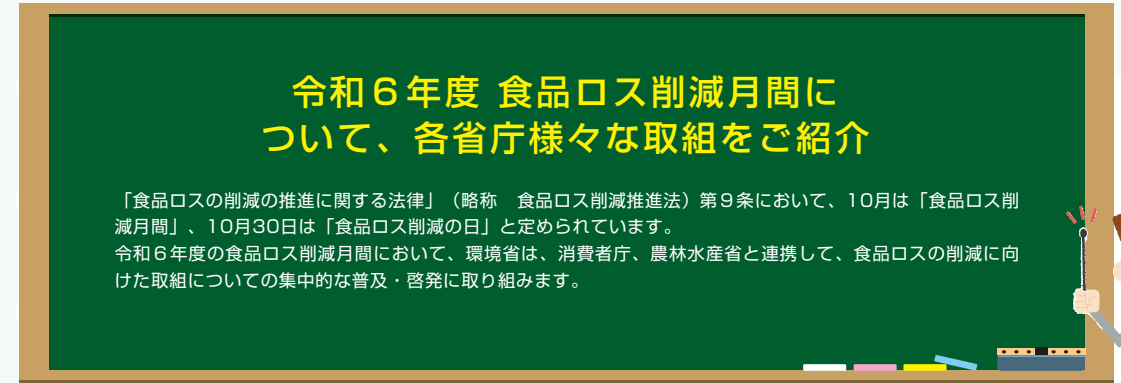 令和６年度 食品ロス削減月間に
ついて、各省庁様々な取組をご紹介
「食品ロスの削減の推進に関する法律」（略称　食品ロス削減推進法）第９条において、10月は「食品ロス削
減月間」、10月30日は「食品ロス削減の日」と定められています。
令和６年度の食品ロス削減月間において、環境省は、消費者庁、農林水産省と連携して、食品ロスの削減に向
けた取組についての集中的な普及・啓発に取り組みます。